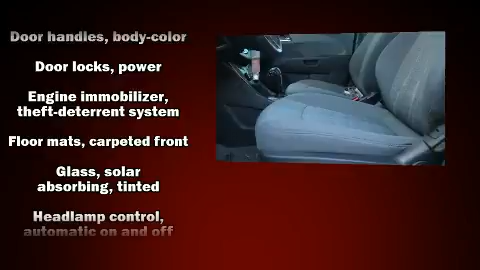 Door handles, body-color
Door locks, power
Engine immobilizer,
theft-deterrent system
Floor mats, carpeted front
Glass, solar
absorbing, tinted
Headlamp control,
automatic on and off